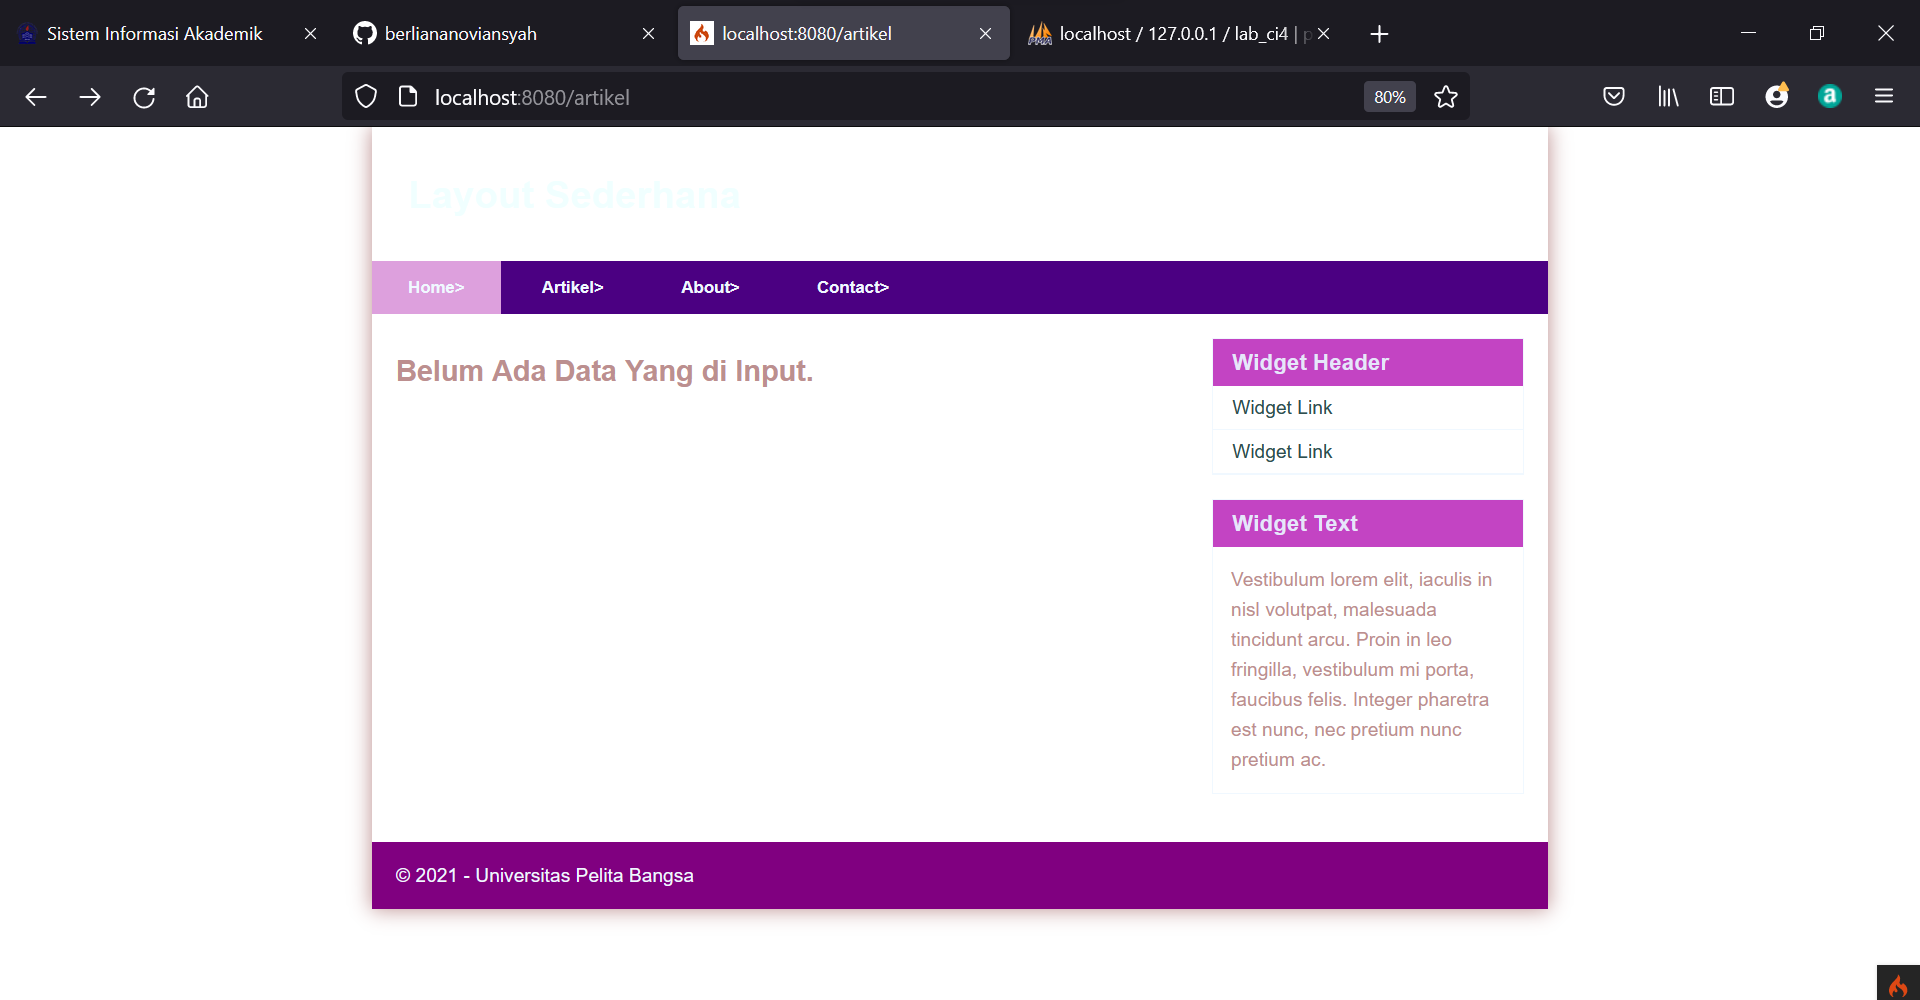 Sistem Informasi Akademik
berliananoviansyah
localhost:8080/artikel
localhost / 127.0.0.1 / lab_ci4 |
localhost:8080/artikel
80%
Layout Sederhana
Home>
Artikel>
About>
Contact>
Belum Ada Data Yang di Input.
Widget Header
Widget Link
Widget Link
Widget Text
Vestibulum lorem elit, iaculis in
nisl volutpat, malesuada
tincidunt arcu. Proin in leo
fringilla, vestibulum mi porta,
faucibus felis. Integer pharetra
est nunc, nec pretium nunc
pretium ac.
© 2021 - Universitas Pelita Bangsa